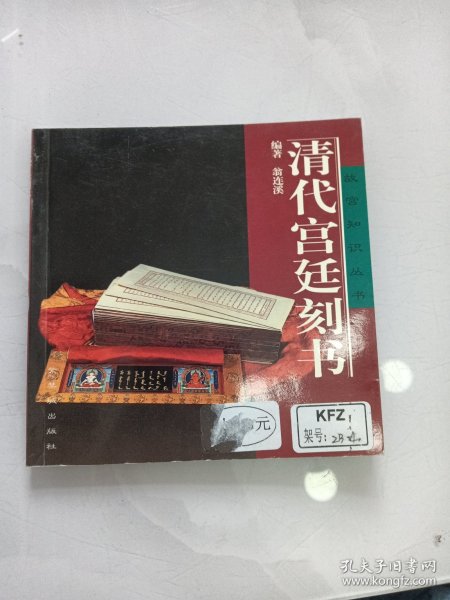 清代宫廷刻书
编著 翁连溪
故宫知识丛书
出版社
元
KFZ
架号：
孔夫子旧书网
www.kongfz.com